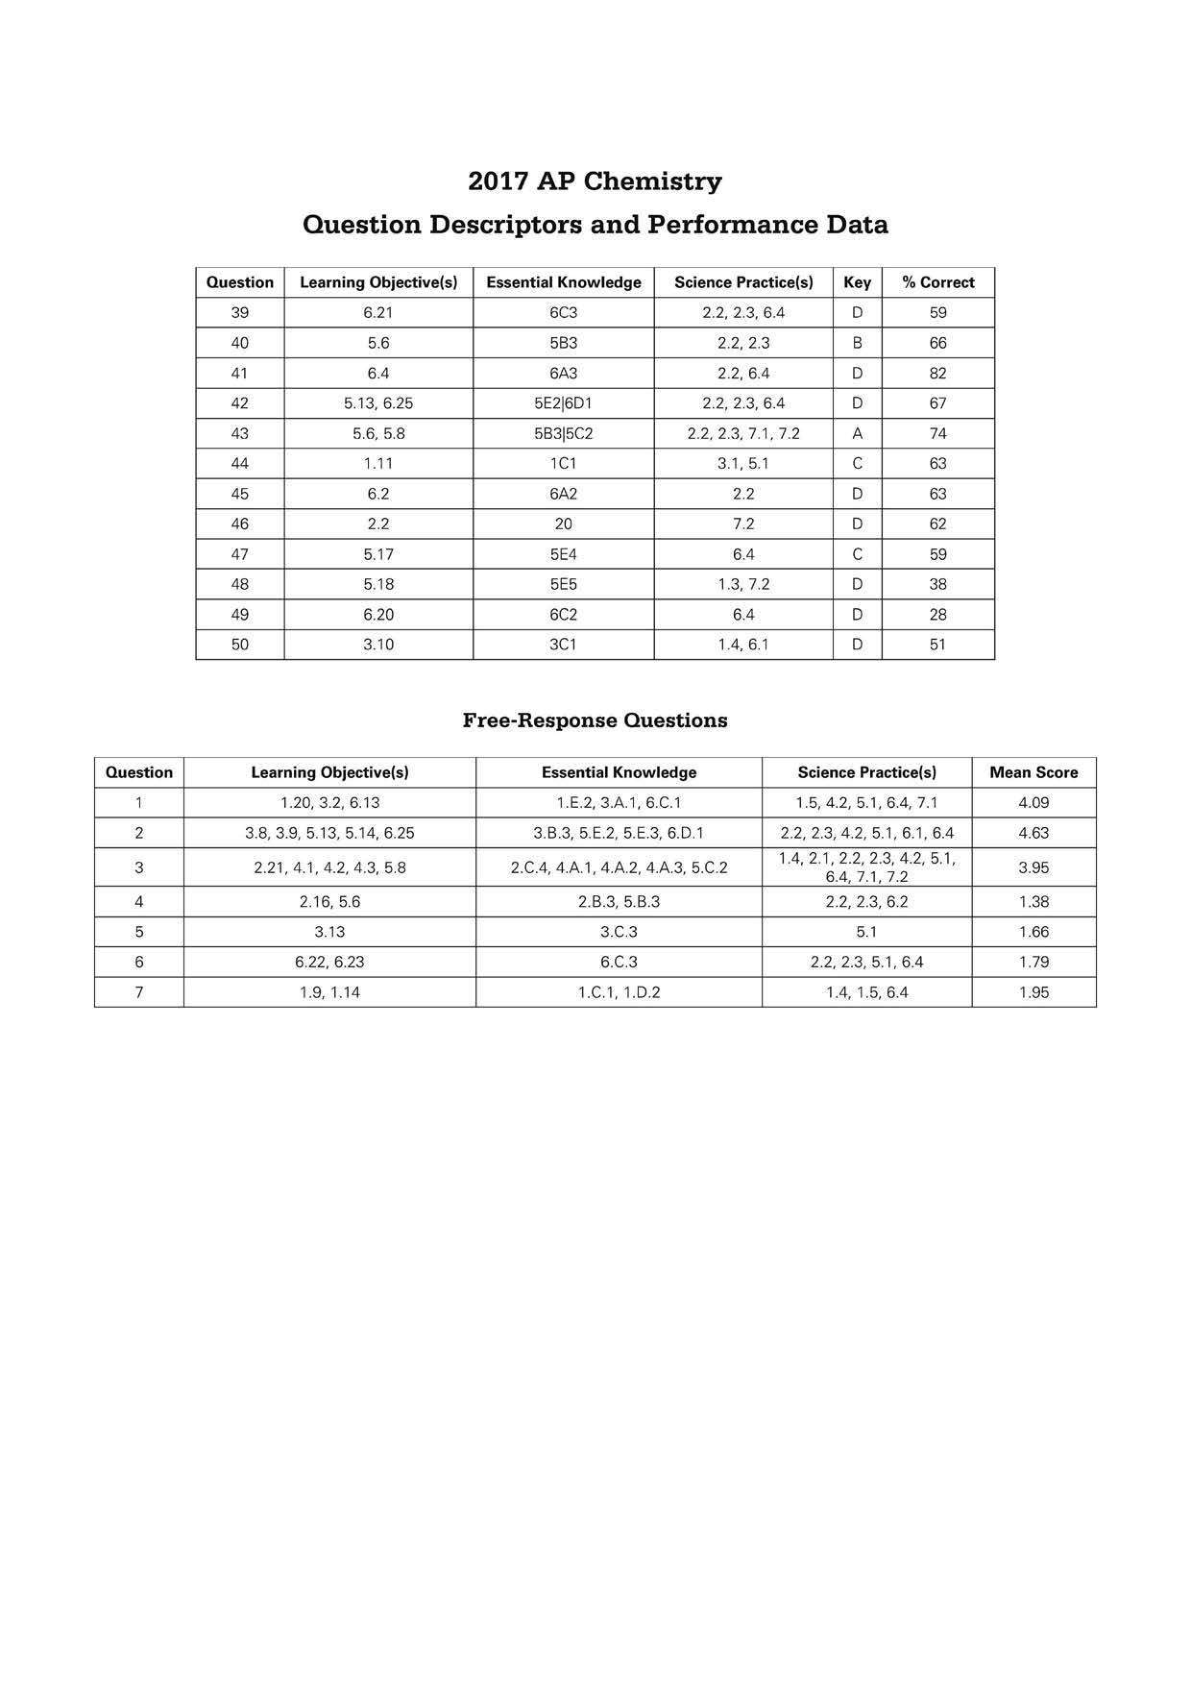 2017 AP Chemistry
Question Descriptors and Performance Data
Question Learning Objective(s) Essential Knowledge Science Practice(s) Key % Correct
39 6.21 6C3 2.2, 2.3, 6.4 D 59
40 5.6 5B3 2.2, 2.3 B 66
41 6.4 6A3 2.2, 6.4 D 82
42 5.13, 6.25 5E2|6D1 2.2, 2.3, 6.4 D 67
43 5.6, 5.8 5B3|5C2 2.2, 2.3, 7.1, 7.2 A 74
44 1.11 1C1 3.1, 5.1 C 63
45 6.2 6A2 2.2 D 63
46 2.2 20 7.2 D 62
47 5.17 5E4 6.4 C 59
48 5.18 5E5 1.3, 7.2 D 38
49 6.20 6C2 6.4 D 28
50 3.10 3C1 1.4, 6.1 D 51
Free-Response Questions
Question Learning Objective(s) Essential Knowledge Science Practice(s) Mean Score
1 1.20, 3.2, 6.13 1.E.2, 3.A.1, 6.C.1 1.5, 4.2, 5.1, 6.4, 7.1 4.09
2 3.8, 3.9, 5.13, 5.14, 6.25 3.B.3, 5.E.2, 5.E.3, 6.D.1 2.2, 2.3, 4.2, 5.1, 6.1, 6.4 4.63
3 2.21, 4.1, 4.2, 4.3, 5.8 2.C.4, 4.A.1, 4.A.2, 4.A.3, 5.C.2 1.4, 2.1, 2.2, 2.3, 4.2, 5.1,
6.4, 7.1, 7.2 3.95
4 2.16, 5.6 2.B.3, 5.B.3 2.2, 2.3, 6.2 1.38
5 3.13 3.C.3 5.1 1.66
6 6.22, 6.23 6.C.3 2.2, 2.3, 5.1, 6.4 1.79
7 1.9, 1.14 1.C.1, 1.D.2 1.4, 1.5, 6.4 1.95